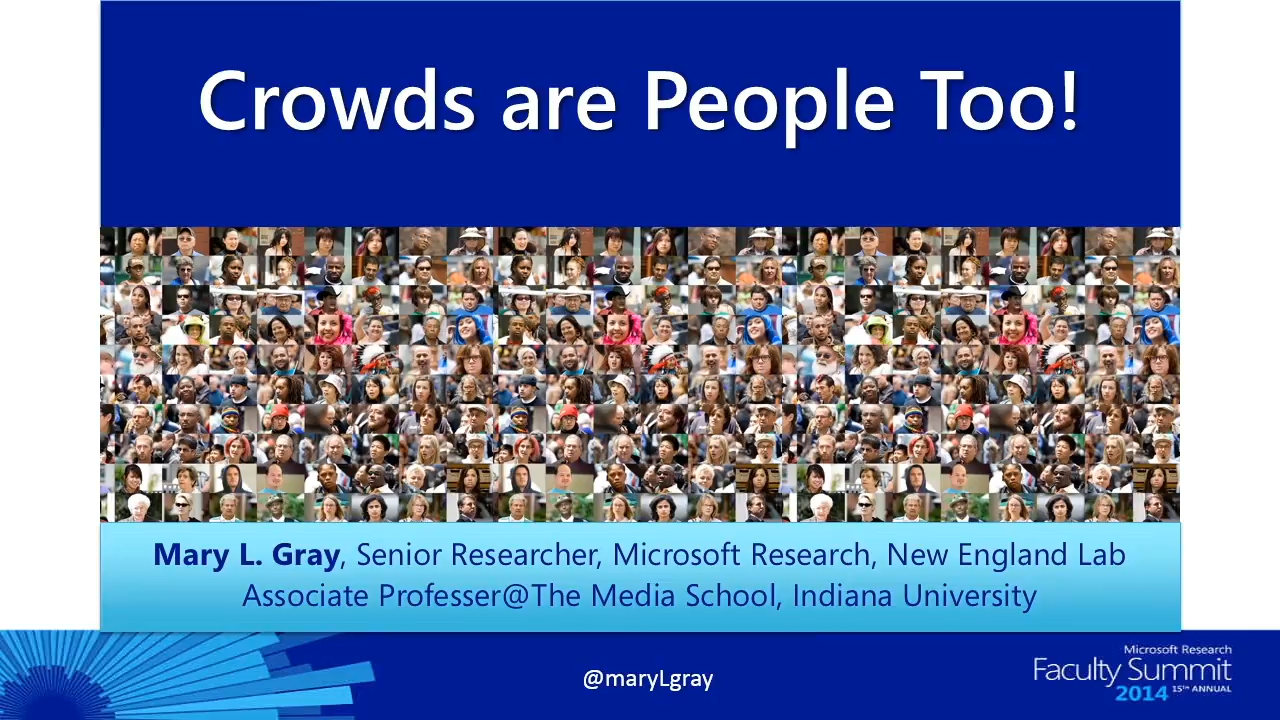 Crowds are People Too!
Mary L. Gray, Senior Researcher, Microsoft Research, New England Lab
Associate Professer@The Media School, Indiana University
@maryLgray
Microsoft Research
Faculty Summit
2014 15TH ANNUAL